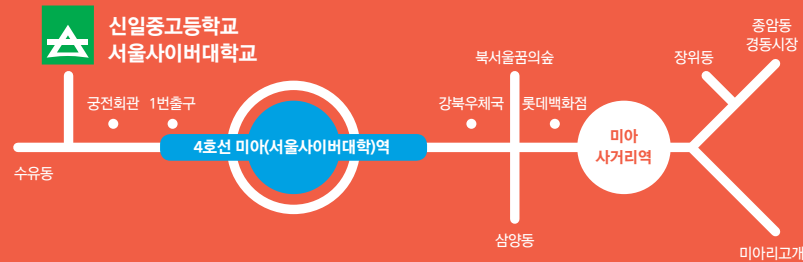 신일중고등학교
서울사이버대학교
종암동
경동시장
북서울꿈의숲
장위동
궁전회관
1번출구
강북우체국
롯데백화점
4호선 미아(서울사이버대학)역
미아
사거리역
수유동
삼양동
미아리고개